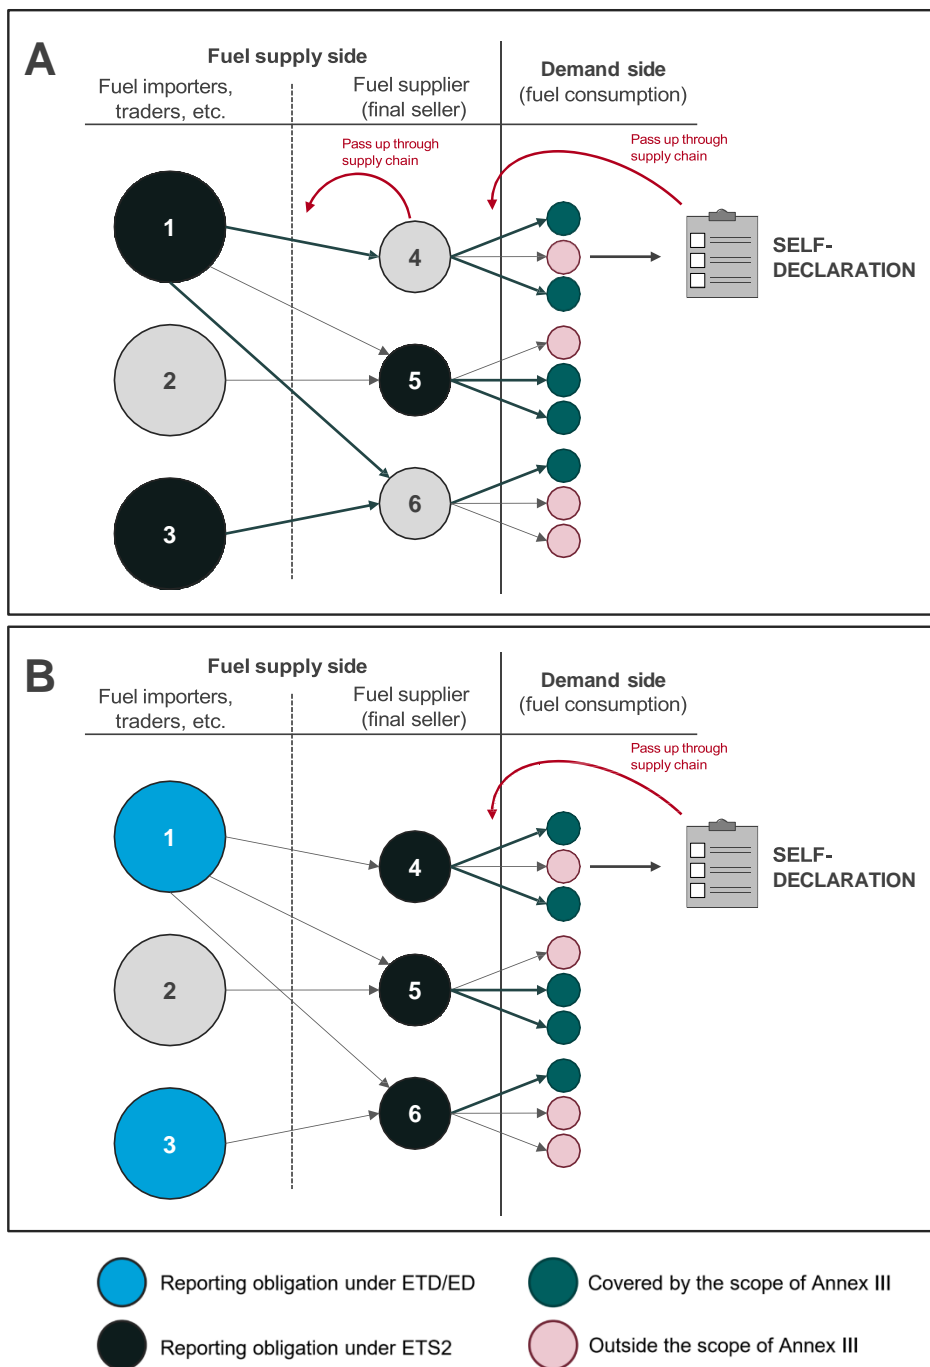 A
Fuel supply side
Demand side
(fuel consumption)
Fuel importers,
traders, etc.
Fuel supplier
(final seller)
Pass up through
supply chain
Pass up through
supply chain
1
2
3
4
5
6
SELF-
DECLARATION
B
Fuel supply side
Demand side
(fuel consumption)
Fuel importers,
traders, etc.
Fuel supplier
(final seller)
Pass up through
supply chain
1
2
3
4
5
6
SELF-
DECLARATION
Reporting obligation under ETD/ED
Covered by the scope of Annex III
Reporting obligation under ETS2
Outside the scope of Annex III